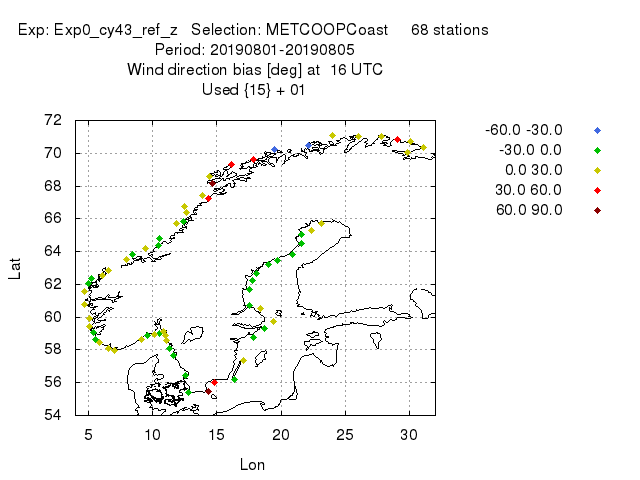 Exp: Exp0_cy43_ref_z Selection: METCOOPCoast 68 stations
Period: 20190801-20190805
Wind direction bias [deg] at 16 UTC
Used {15} + 01
-60.0 -30.0
-30.0 0.0
0.0 30.0
30.0 60.0
60.0 90.0
72
70
68
66
64
62
60
58
56
54
Lat
5 10 15 20 25 30
Lon